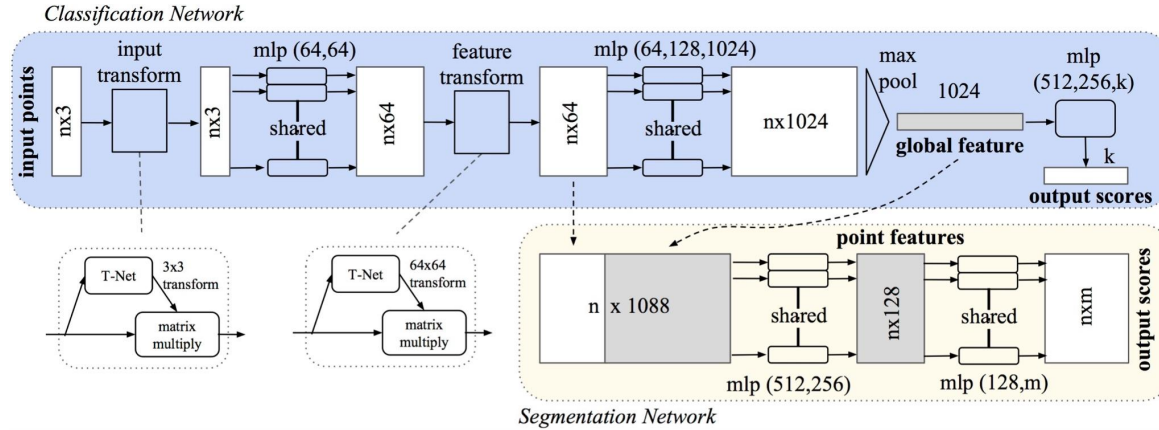 Classification Network
input points
nx3
input
transform
nx3
mlp (64,64)
shared
nx64
feature
transform
nx64
mlp (64,128,1024)
shared
nx1024
max
pool
1024
global feature
mlp
(512,256,k)
k
output scores
T-Net
3x3
transform
matrix
multiply
T-Net
64x64
transform
matrix
multiply
point features
n x 1088
shared
mlp (512,256)
nx128
shared
mlp (128,m)
nxm
output scores
Segmentation Network